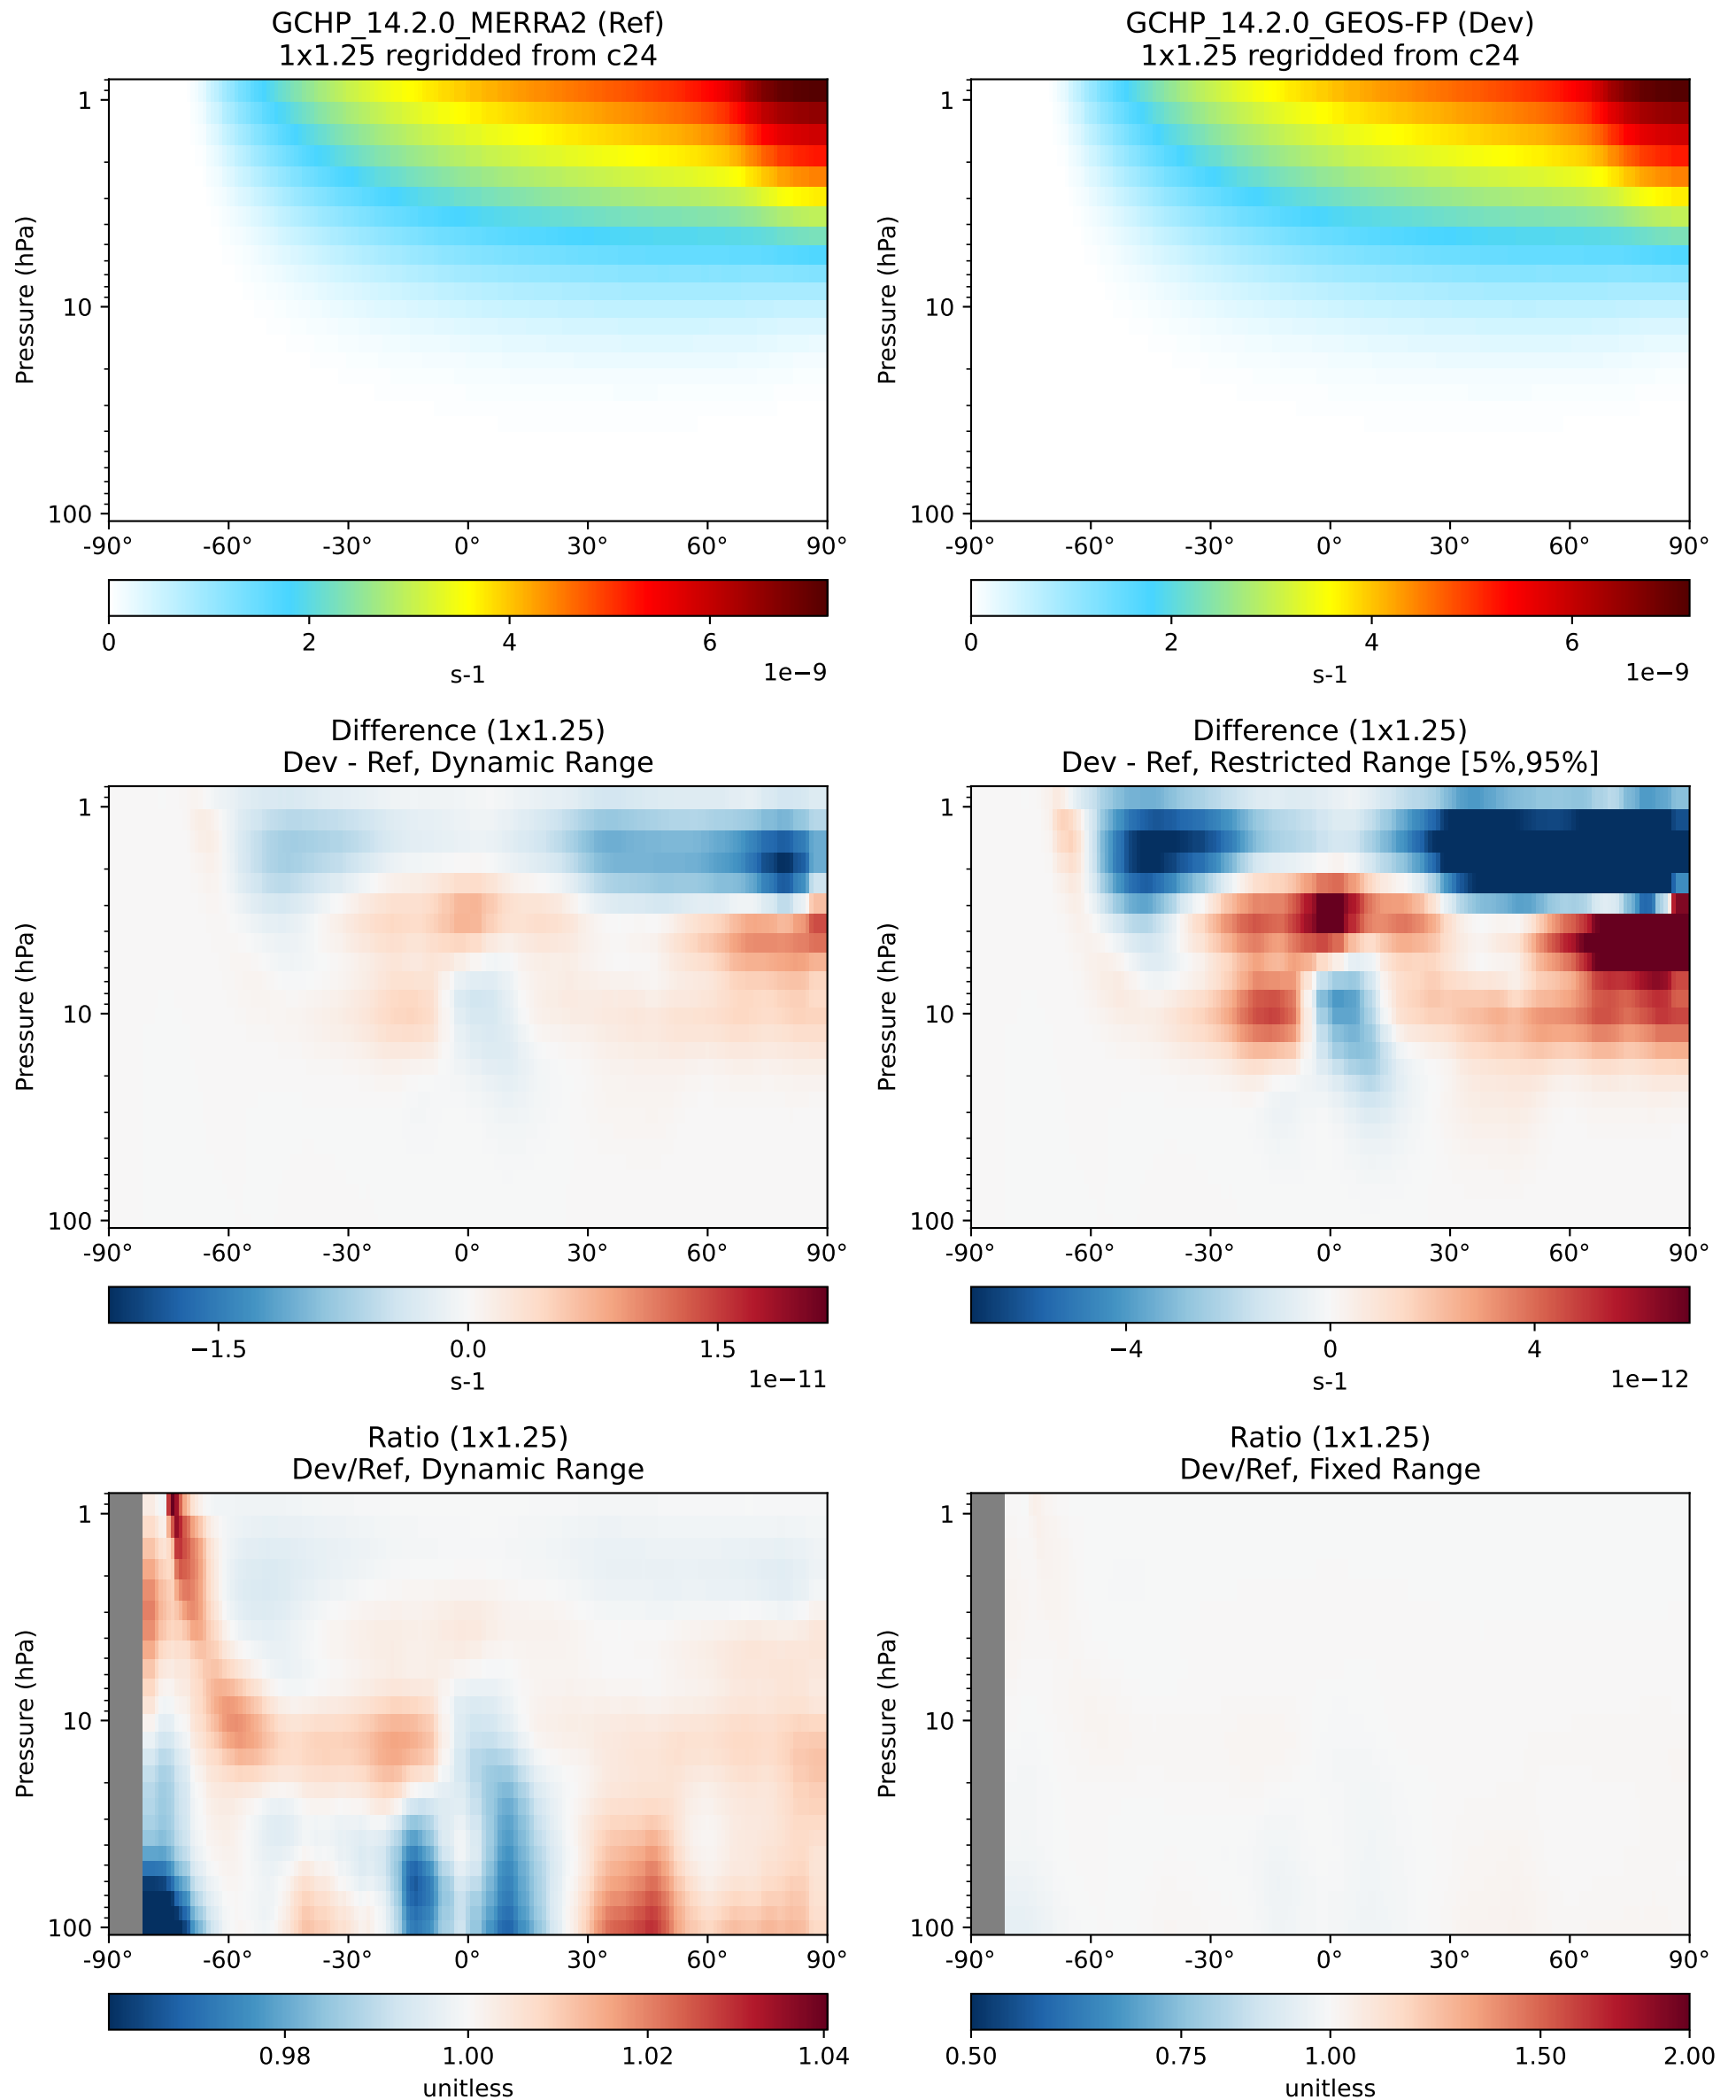 GCHP_14.2.0_MERRA2 (Ref)
1x1.25 regridded from c24
Pressure (hPa)
1
10
100
-90° -60° -30° 0° 30° 60° 90°
0 2 4 6
1e−9
s-1
GCHP_14.2.0_GEOS-FP (Dev)
1x1.25 regridded from c24
Pressure (hPa)
1
10
100
-90° -60° -30° 0° 30° 60° 90°
0 2 4 6
1e−9
s-1
Difference (1x1.25)
Dev - Ref, Dynamic Range
Pressure (hPa)
1
10
100
-90° -60° -30° 0° 30° 60° 90°
−1.5 0.0 1.5
1e−11
s-1
Difference (1x1.25)
Dev - Ref, Restricted Range [5%,95%]
Pressure (hPa)
1
10
100
-90° -60° -30° 0° 30° 60° 90°
−4 0 4
1e−12
s-1
Ratio (1x1.25)
Dev/Ref, Dynamic Range
Pressure (hPa)
1
10
100
-90° -60° -30° 0° 30° 60° 90°
0.98 1.00 1.02 1.04
unitless
Ratio (1x1.25)
Dev/Ref, Fixed Range
Pressure (hPa)
1
10
100
-90° -60° -30° 0° 30° 60° 90°
0.50 0.75 1.00 1.50 2.00
unitless